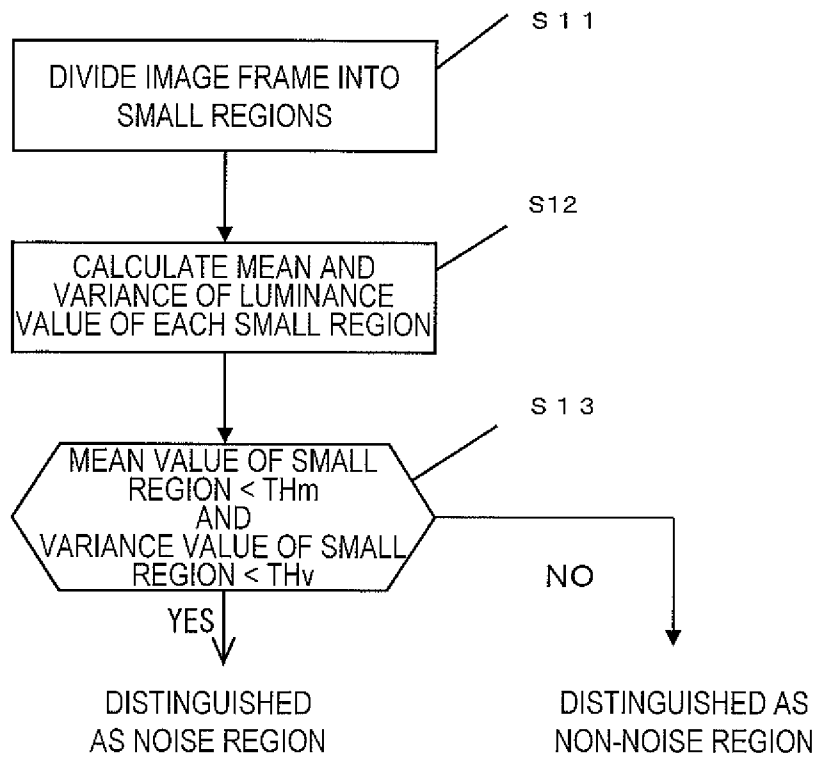 S11
DIVIDE IMAGE FRAME INTO
SMALL REGIONS
S12
CALCULATE MEAN AND
VARIANCE OF LUMINANCE
VALUE OF EACH SMALL REGION
S13
MEAN VALUE OF SMALL
REGION < THm
AND
VARIANCE VALUE OF SMALL
REGION < THv
NO
YES
DISTINGUISHED
AS NOISE REGION
DISTINGUISHED AS
NON-NOISE REGION